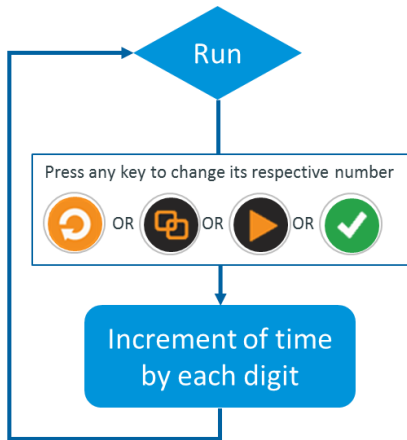 Run
Press any key to change its respective number
OR OR OR
Increment of time
by each digit